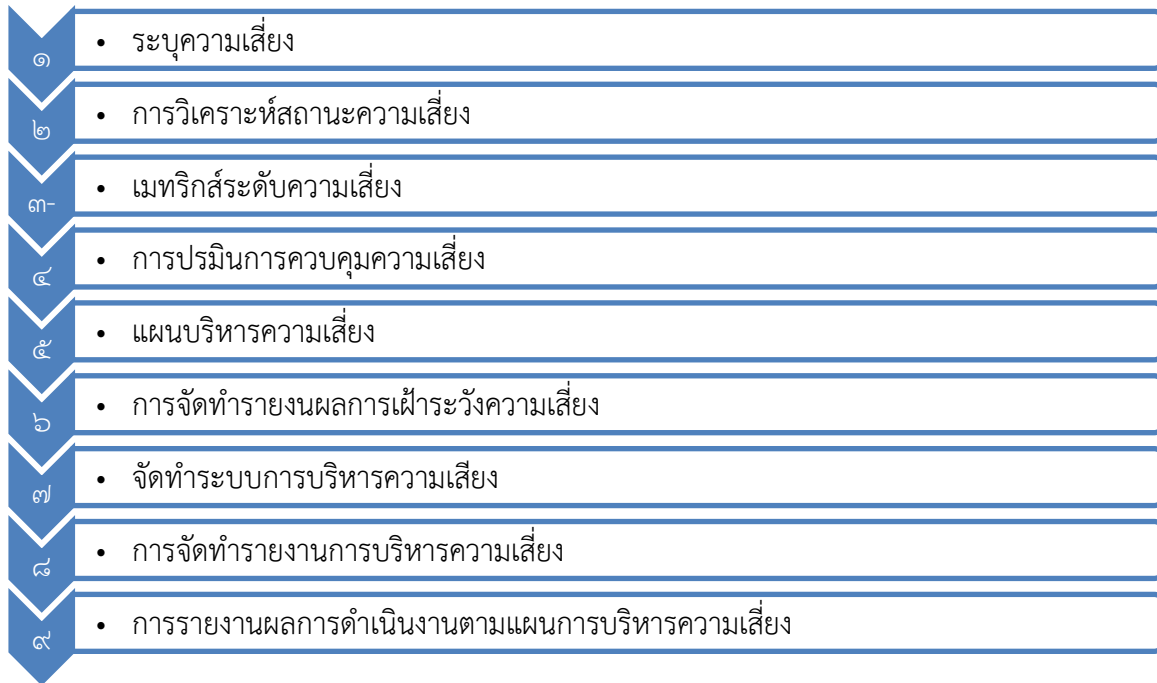 ๑ • ระบุความเสี่ยง
๒ • การวิเคราะห์สถานะความเสี่ยง
๓- • เมทริกส์ระดับความเสี่ยง
๔ • การปรมินการควบคุมความเสี่ยง
๕ • แผนบริหารความเสี่ยง
๖ • การจัดทำรายงนผลการเฝ้าระวังความเสี่ยง
๗ • จัดทำระบบการบริหารความเสียง
๘ • การจัดทำรายงานการบริหารความเสี่ยง
๙ • การรายงานผลการดำเนินงานตามแผนการบริหารความเสี่ยง